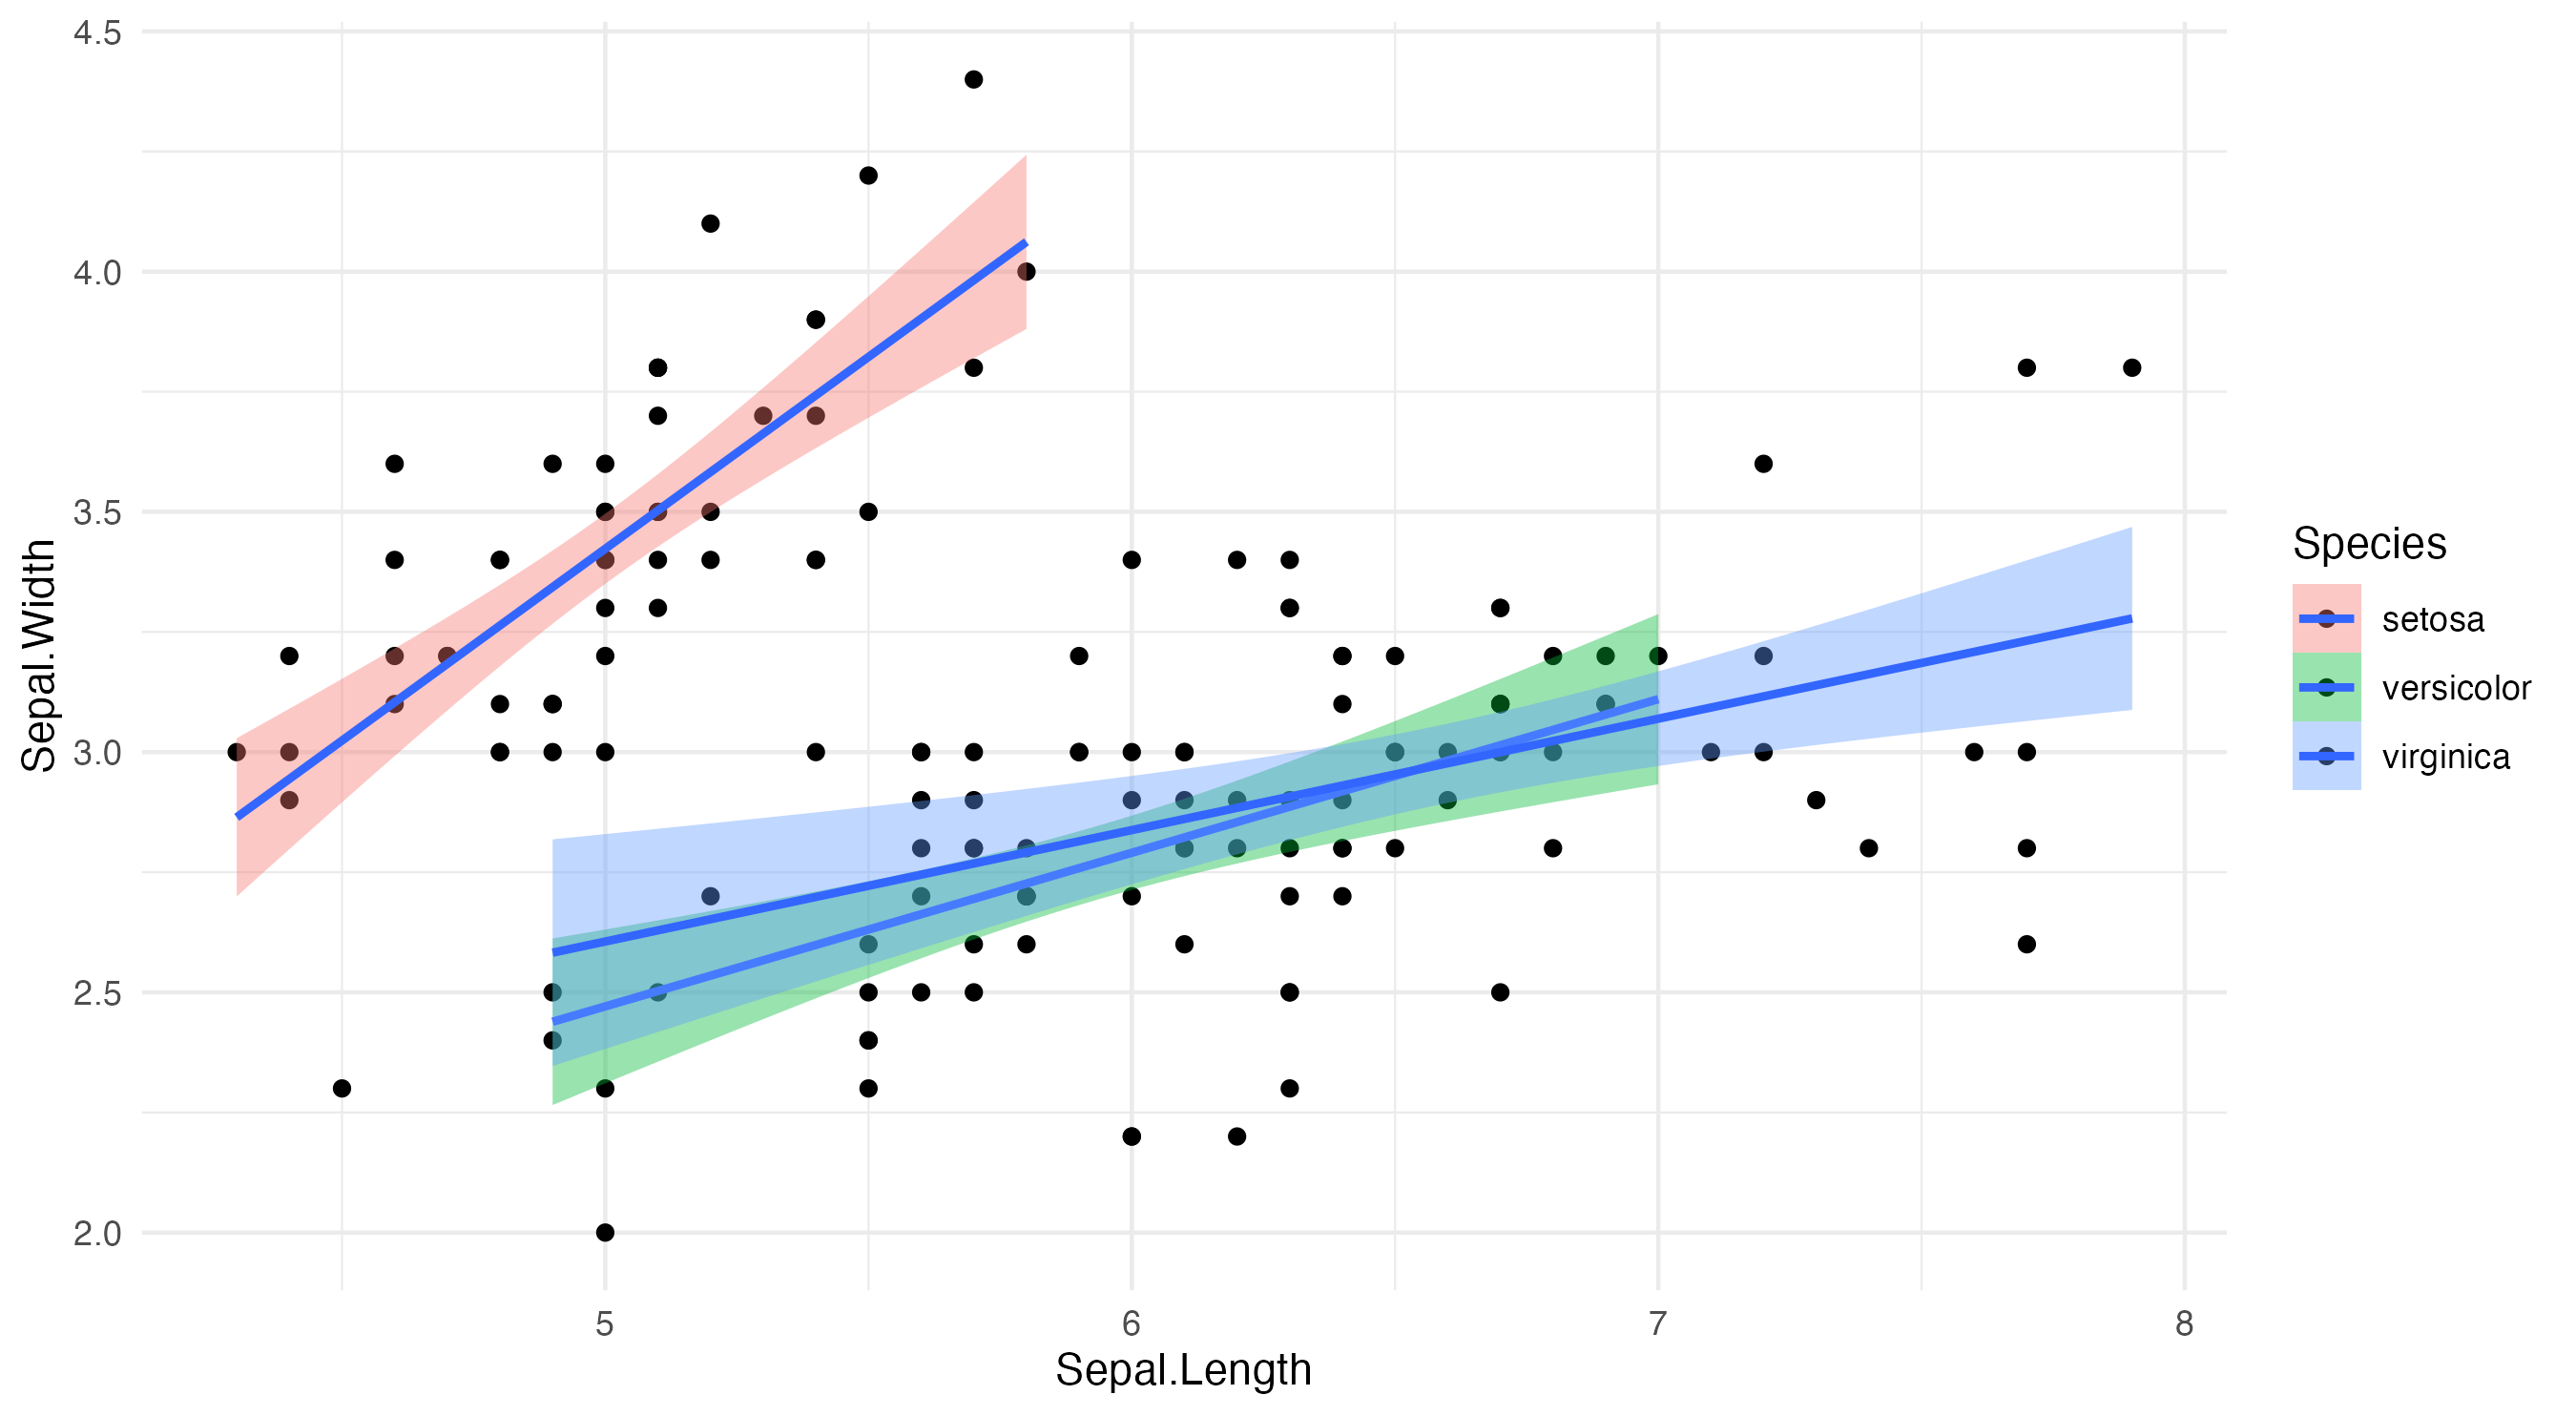 4.5
4.0
3.5
3.0
2.5
2.0
Sepal.Width
5 6 7 8
Sepal.Length
Species
setosa
versicolor
virginica